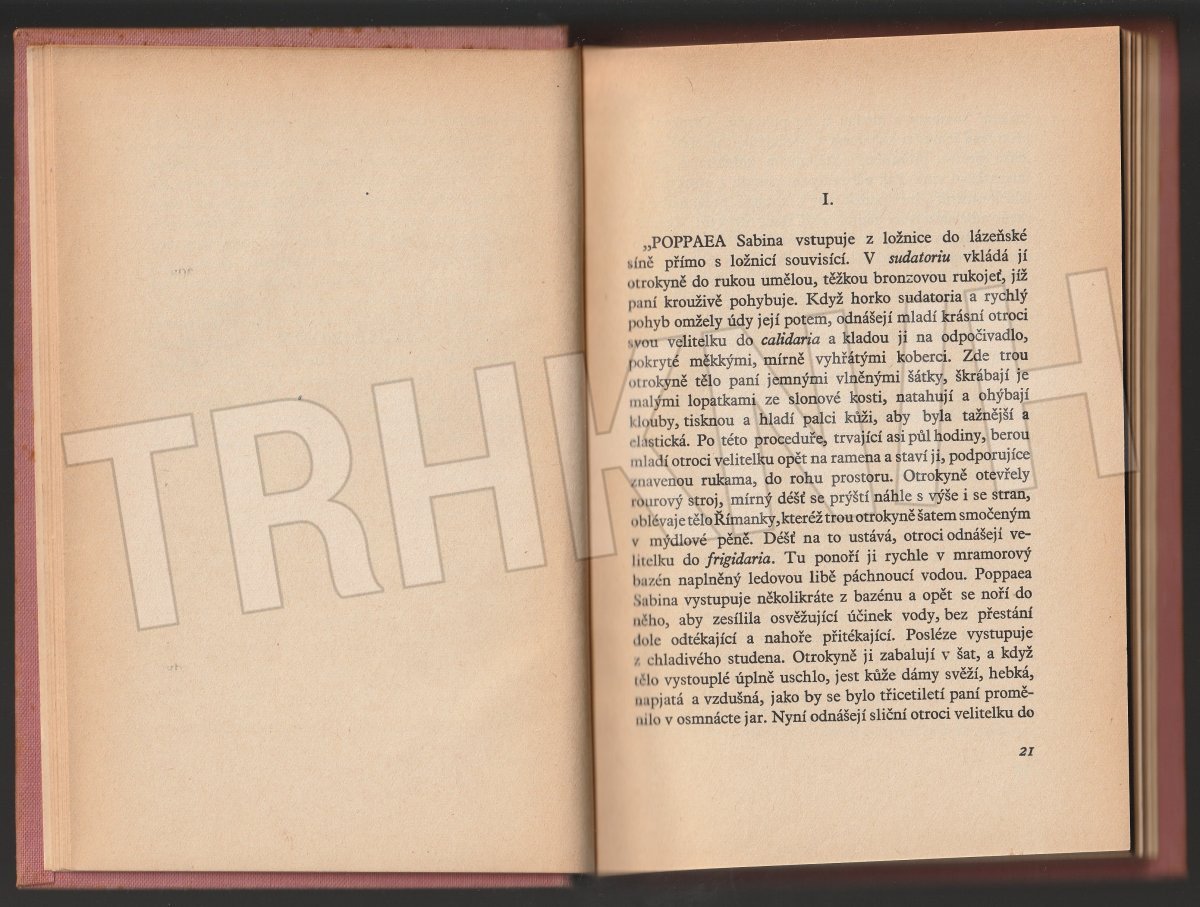 I.
„POPPAEA Sabina vstupuje z ložnice do lázeňské
síně přímo s ložnicí souvisící. V sudatoriu vkládá jí
otrokyně do rukou umělou, těžkou bronzovou rukojeť, jíž
paní krouživě pohybuje. Když horko sudatoria a rychlý
pohyb omžely údy její potem, odnášejí mladí krásní otroci
svou velitelku do calidaria a kladou ji na odpočivadlo,
pokryté měkkými, mírně vyhřátými koberci. Zde trou
otrokyně tělo paní jemnými vlněnými šátky, škrábají je
malými lopatkami ze slonové kosti, natahují a ohýbají
klouby, tisknou a hladí palci kůži, aby byla tažnější a
elastická. Po této proceduře, trvající asi půl hodiny, berou
mladí otroci velitelku opět na ramena a staví ji, podporujíce
znavenou rukama, do rohu prostoru. Otrokyně otevřely
rourový stroj, mírný déšť se prýští náhle s výše i se stran,
oblévaje tělo Římanky, kteréž trou otrokyně šatem smočeným
v mýdlové pěně. Déšť na to ustává, otroci odnášejí ve-
litelku do frigidaria. Tu ponoří ji rychle v mramorový
bazén naplněný ledovou libě páchnoucí vodou. Poppaea
Sabina vystupuje několikráte z bazénu a opět se noří do
něho, aby zesílila osvěžující účinek vody, bez přestání
dole odtékající a nahoře přitékající. Posléze vystupuje
z chladivého studena. Otrokyně ji zabalují v šat, a když
tělo vystouplé úplně uschlo, jest kůže dámy svěží, hebká,
napjatá a vzdušná, jako by se bylo třicetiletí paní promě-
nilo v osmnácte jar. Nyní odnášejí sliční otroci velitelku do
21
TRHKNIH